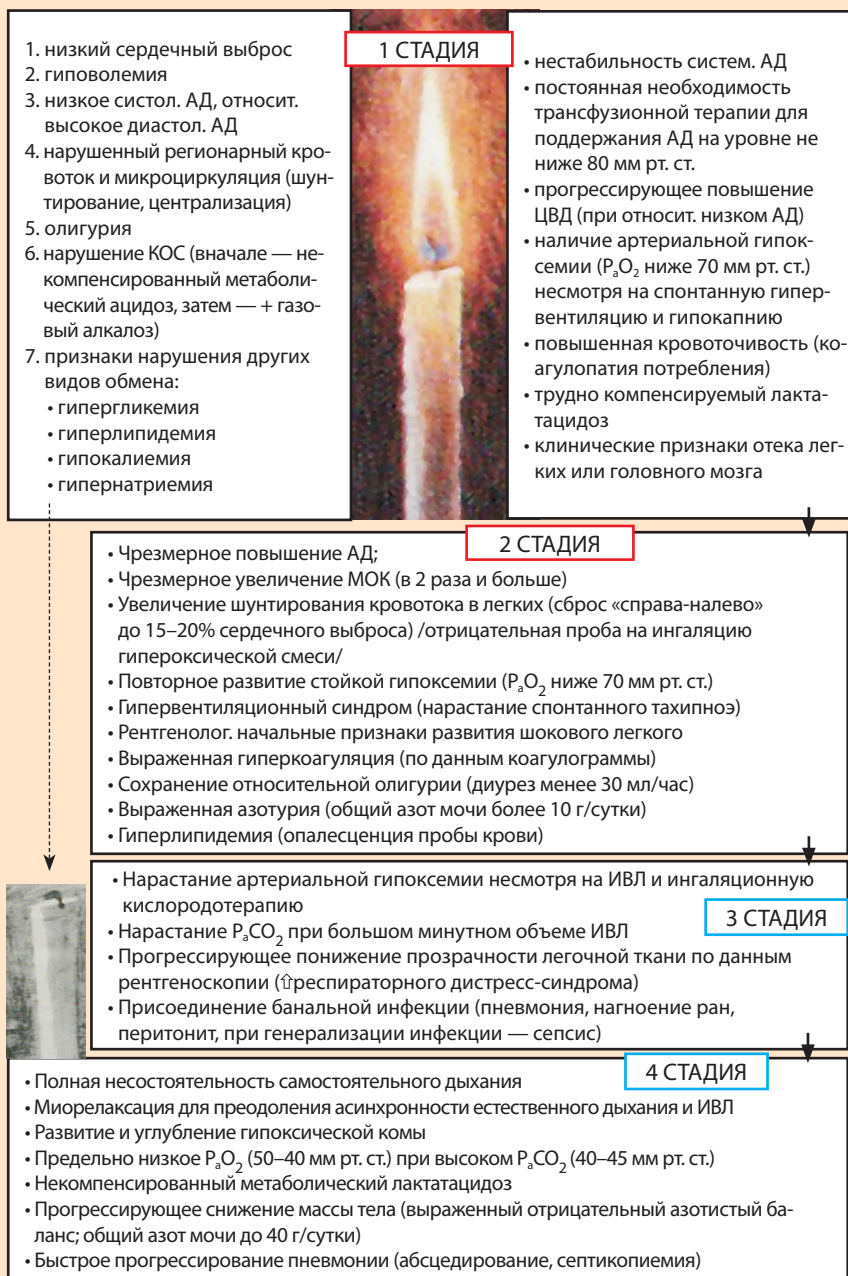 1 СТАДИЯ
1. низкий сердечный выброс
2. гиповолемия
3. низкое систол. АД, относит.
высокое диастол. АД
4. нарушенный регионарный кро-
воток и микроциркуляция (шун-
тирование, централизация)
5. олигурия
6. нарушение КОС (вначале — не-
компенсированный метаболи-
ческий ацидоз, затем — + газо-
вый алкалоз)
7. признаки нарушения других
видов обмена:
• гипергликемия
• гиперлипидемия
• гипокалиемия
• гипернатриемия
• нестабильность систем. АД
• постоянная необходимость
трансфузионной терапии для
поддержания АД на уровне не
ниже 80 мм рт. ст.
• прогрессирующее повышение
ЦВД (при относит. низком АД)
• наличие артериальной гипок-
семии (PₐO₂ ниже 70 мм рт. ст.)
несмотря на спонтанную гипер-
вентиляцию и гипокапнию
• повышенная кровоточивость (ко-
агулопатия потребления)
• трудно компенсируемый лакта-
тацидоз
• клинические признаки отека лег-
ких или головного мозга
2 СТАДИЯ
• Чрезмерное повышение АД;
• Чрезмерное увеличение МОК (в 2 раза и больше)
• Увеличение шунтирования кровотока в легких (сброс «справа-налево»
до 15–20% сердечного выброса) /отрицательная проба на ингаляцию
гипероксической смеси/
• Повторное развитие стойкой гипоксемии (PₐO₂ ниже 70 мм рт. ст.)
• Гипервентиляционный синдром (нарастание спонтанного тахипноэ)
• Рентгенолог. начальные признаки развития шокового легкого
• Выраженная гиперкоагуляция (по данным коагулограммы)
• Сохранение относительной олигурии (диурез менее 30 мл/час)
• Выраженная азотурия (общий азот мочи более 10 г/сутки)
• Гиперлипидемия (опалесценция пробы крови)
3 СТАДИЯ
• Нарастание артериальной гипоксемии несмотря на ИВЛ и ингаляционную
кислородотерапию
• Нарастание PₐCO₂ при большом минутном объеме ИВЛ
• Прогрессирующее понижение прозрачности легочной ткани по данным
рентгеноскопии (⇧респираторного дистресс-синдрома)
• Присоединение банальной инфекции (пневмония, нагноение ран,
перитонит, при генерализации инфекции — сепсис)
4 СТАДИЯ
• Полная несостоятельность самостоятельного дыхания
• Миорелаксация для преодоления асинхронности естественного дыхания и ИВЛ
• Развитие и углубление гипоксической комы
• Предельно низкое PₐO₂ (50–40 мм рт. ст.) при высоком PₐCO₂ (40–45 мм рт. ст.)
• Некомпенсированный метаболический лактатацидоз
• Прогрессирующее снижение массы тела (выраженный отрицательный азотистый ба-
ланс; общий азот мочи до 40 г/сутки)
• Быстрое прогрессирование пневмонии (абсцедирование, септикопиемия)